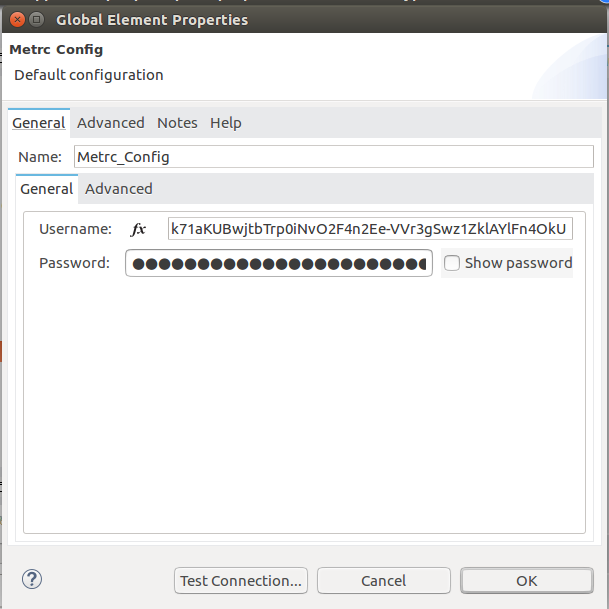 Global Element Properties
Metrc Config
Default configuration
General Advanced Notes Help
Name: Metrc_Config
General Advanced
Username: fx k71aKUBwjtbTrp0iNvO2F4n2Ee-VVr3gSwz1ZklAYlFn4OkU
Password: ●●●●●●●●●●●●●●●●●●●●●●● Show password
? Test Connection... Cancel OK